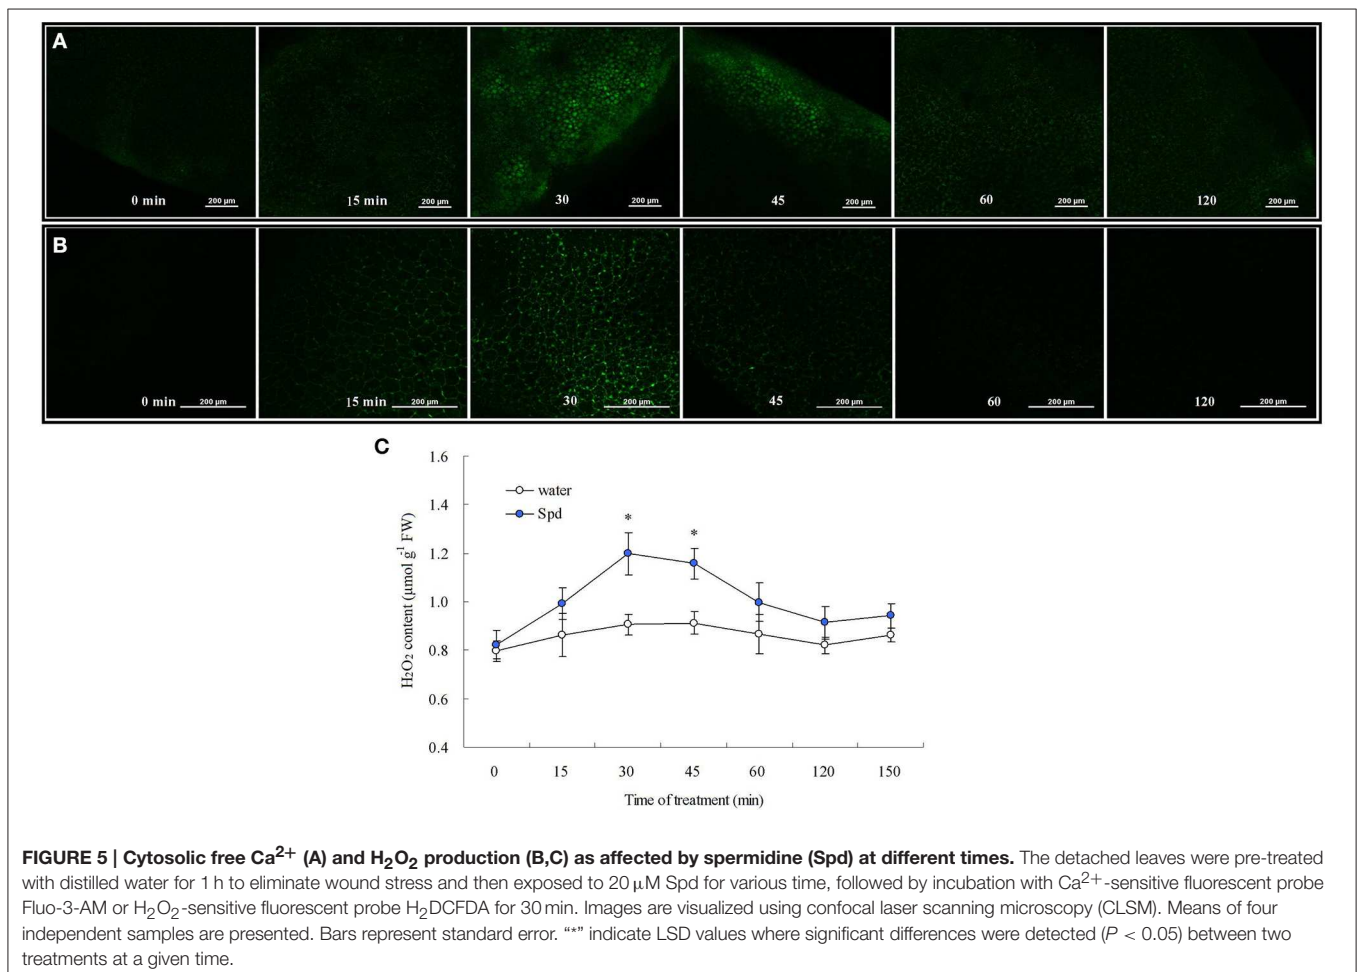 A
0 min 200 µm 15 min 200 µm 30 200 µm 45 200 µm 60 200 µm 120 200 µm
B
0 min 200 µm 15 min 200 µm 30 200 µm 45 200 µm 60 200 µm 120 200 µm
C
1.6
1.4
1.2
1.0
0.8
0.6
0.4
H₂O₂ content (µmol g⁻¹ FW)
water
Spd
* *
0 15 30 45 60 120 150
Time of treatment (min)
FIGURE 5 | Cytosolic free Ca²⁺ (A) and H₂O₂ production (B,C) as affected by spermidine (Spd) at different times. The detached leaves were pre-treated
with distilled water for 1 h to eliminate wound stress and then exposed to 20 µM Spd for various time, followed by incubation with Ca²⁺-sensitive fluorescent probe
Fluo-3-AM or H₂O₂-sensitive fluorescent probe H₂DCFDA for 30 min. Images are visualized using confocal laser scanning microscopy (CLSM). Means of four
independent samples are presented. Bars represent standard error. “*” indicate LSD values where significant differences were detected (P < 0.05) between two
treatments at a given time.